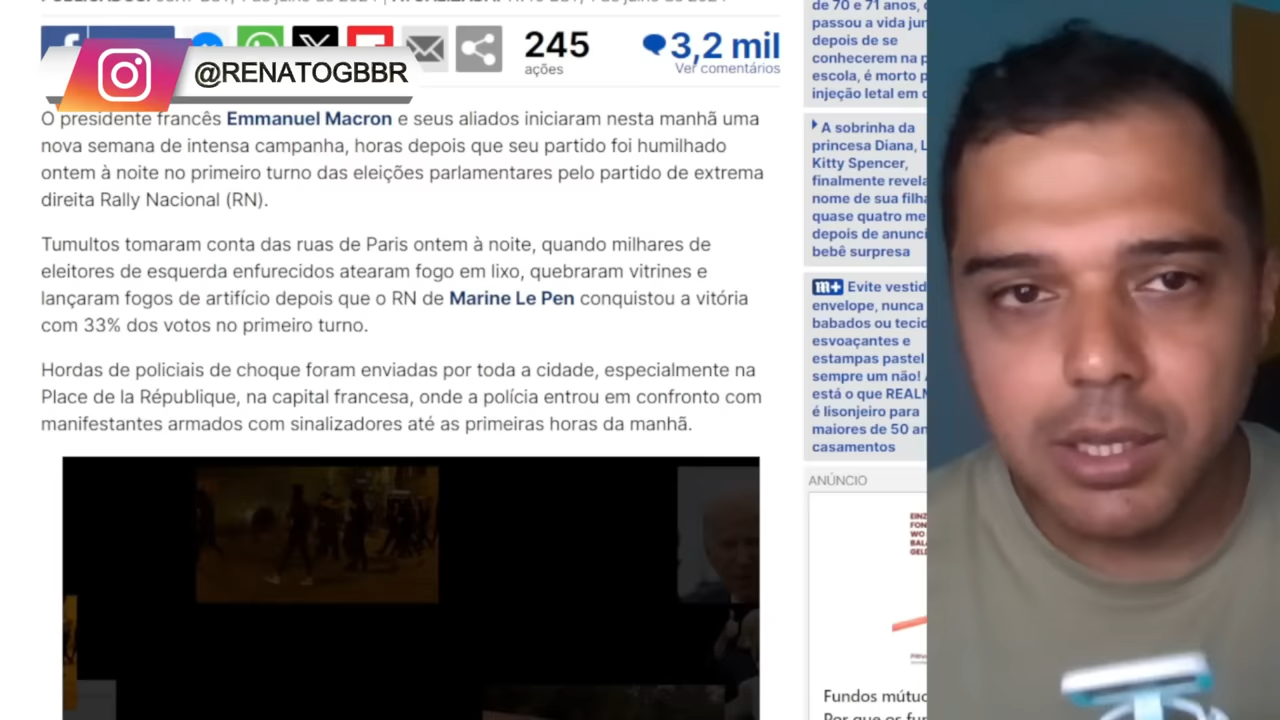 @RENATOGBBR
245
ações
3,2 mil
Ver comentários
O presidente francês Emmanuel Macron e seus aliados iniciaram nesta manhã uma
nova semana de intensa campanha, horas depois que seu partido foi humilhado
ontem à noite no primeiro turno das eleições parlamentares pelo partido de extrema
direita Rally Nacional (RN).
Tumultos tomaram conta das ruas de Paris ontem à noite, quando milhares de
eleitores de esquerda enfurecidos atearam fogo em lixo, quebraram vitrines e
lançaram fogos de artifício depois que o RN de Marine Le Pen conquistou a vitória
com 33% dos votos no primeiro turno.
Hordas de policiais de choque foram enviadas por toda a cidade, especialmente na
Place de la République, na capital francesa, onde a polícia entrou em confronto com
manifestantes armados com sinalizadores até as primeiras horas da manhã.
de 70 e 71 anos,
passou a vida
depois de se
conhecerem na
escola, é morto
injeção letal em
A sobrinha da
princesa Diana,
Kitty Spencer,
finalmente revela
nome de sua
quase quatro
depois de
bebê surpresa
m+ Evite
envelope, nunca
babados ou
esvoaçantes e
estampas pastel
sempre um não!
está o que
é lisonjeiro para
maiores de 50
casamentos
ANÚNCIO
Fundos
Por que os